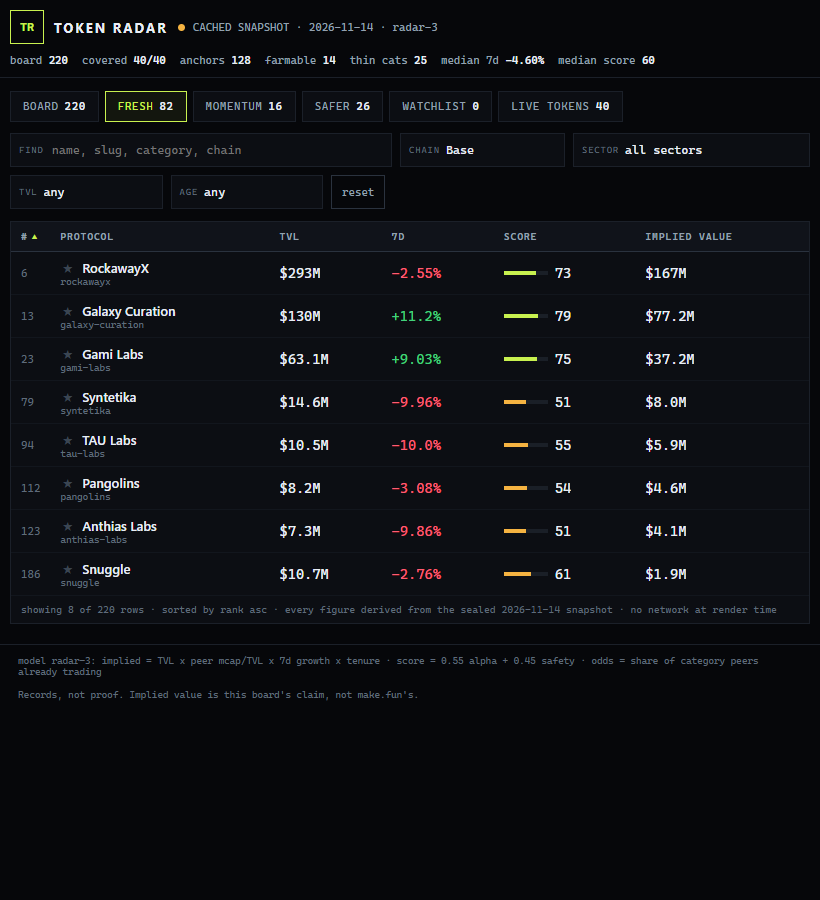 TR TOKEN RADAR CACHED SNAPSHOT · 2026-11-14 · radar-3
board 220 covered 40/40 anchors 128 farmable 14 thin cats 25 median 7d −4.60% median score 60
BOARD 220 FRESH 82 MOMENTUM 16 SAFER 26 WATCHLIST 0 LIVE TOKENS 40
FIND name, slug, category, chain CHAIN Base SECTOR all sectors
TVL any AGE any reset
# ▲ PROTOCOL TVL 7D SCORE IMPLIED VALUE
6 ★ RockawayX $293M −2.55% 73 $167M
rockawayx
13 ★ Galaxy Curation $130M +11.2% 79 $77.2M
galaxy-curation
23 ★ Gami Labs $63.1M +9.03% 75 $37.2M
gami-labs
79 ★ Syntetika $14.6M −9.96% 51 $8.0M
syntetika
94 ★ TAU Labs $10.5M −10.0% 55 $5.9M
tau-labs
112 ★ Pangolins $8.2M −3.08% 54 $4.6M
pangolins
123 ★ Anthias Labs $7.3M −9.86% 51 $4.1M
anthias-labs
186 ★ Snuggle $10.7M −2.76% 61 $1.9M
snuggle
showing 8 of 220 rows · sorted by rank asc · every figure derived from the sealed 2026-11-14 snapshot · no network at render time
model radar-3: implied = TVL x peer mcap/TVL x 7d growth x tenure · score = 0.55 alpha + 0.45 safety · odds = share of category peers
already trading
Records, not proof. Implied value is this board's claim, not make.fun's.